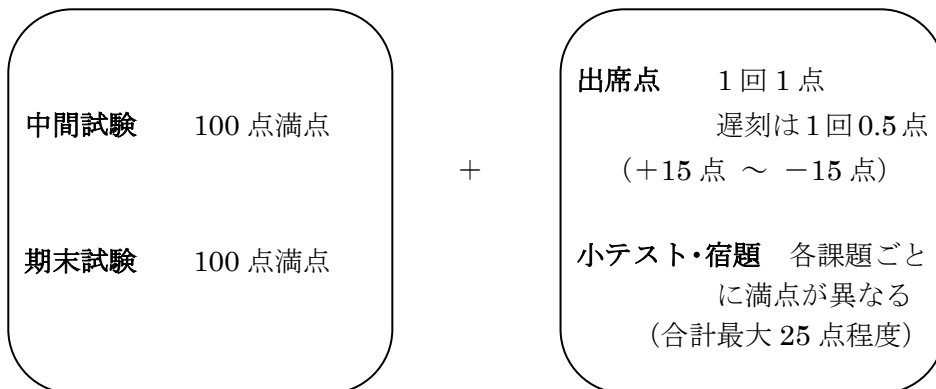 中間試験 100点満点
期末試験 100点満点
+
出席点 1回1点
遅刻は1回0.5点
(+15点 ~ -15点)
小テスト・宿題 各課題ごと
に満点が異なる
(合計最大25点程度)